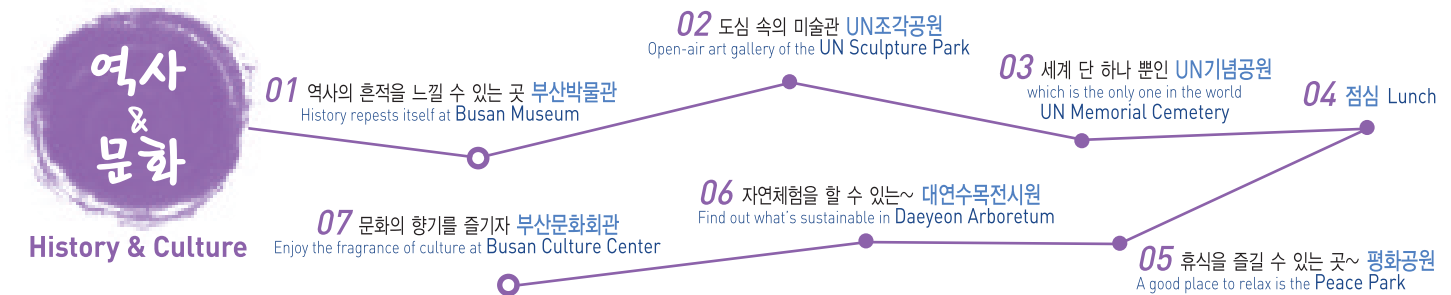 역사
&
문화
History & Culture
01 역사의 흔적을 느낄 수 있는 곳 부산박물관
History repests itself at Busan Museum
02 도심 속의 미술관 UN조각공원
Open-air art gallery of the UN Sculpture Park
03 세계 단 하나 뿐인 UN기념공원
which is the only one in the world
UN Memorial Cemetery
04 점심 Lunch
05 휴식을 즐길 수 있는 곳~ 평화공원
A good place to relax is the Peace Park
06 자연체험을 할 수 있는~ 대연수목전시원
Find out what's sustainable in Daeyeon Arboretum
07 문화의 향기를 즐기자 부산문화회관
Enjoy the fragrance of culture at Busan Culture Center